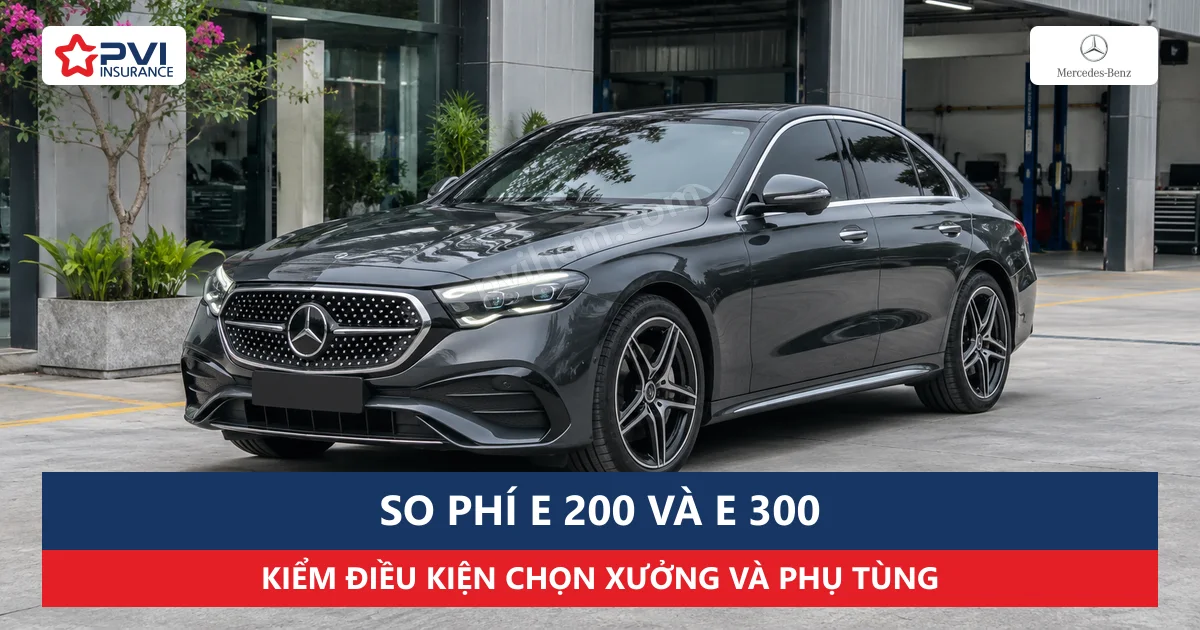 PVI
INSURANCE
Mercedes-Benz
SO PHÍ E 200 VÀ E 300
KIỂM ĐIỀU KIỆN CHỌN XƯỞNG VÀ PHỤ TÙNG